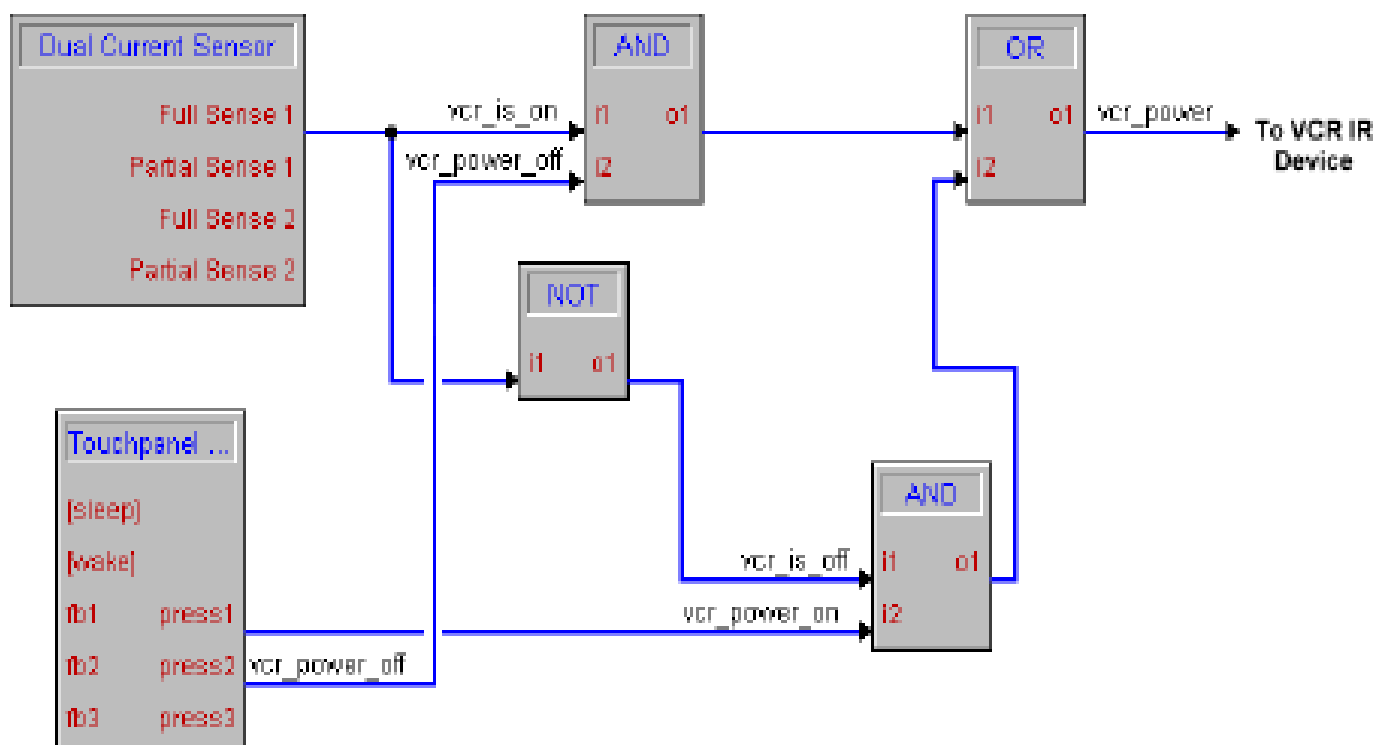 Dual Current Sensor
Full Sense 1
Partial Sense 1
Full Sense 2
Partial Sense 2
vcr_is_on
vcr_power_off
AND
i1 o1
i2
OR
i1 o1
i2
vcr_power
To VCR IR
Device
NOT
i1 o1
Touchpanel ...
[sleep]
[wake]
fb1 press1
fb2 press2
fb3 press3
vcr_power_off
vcr_is_off
vcr_power_on
AND
i1 o1
i2